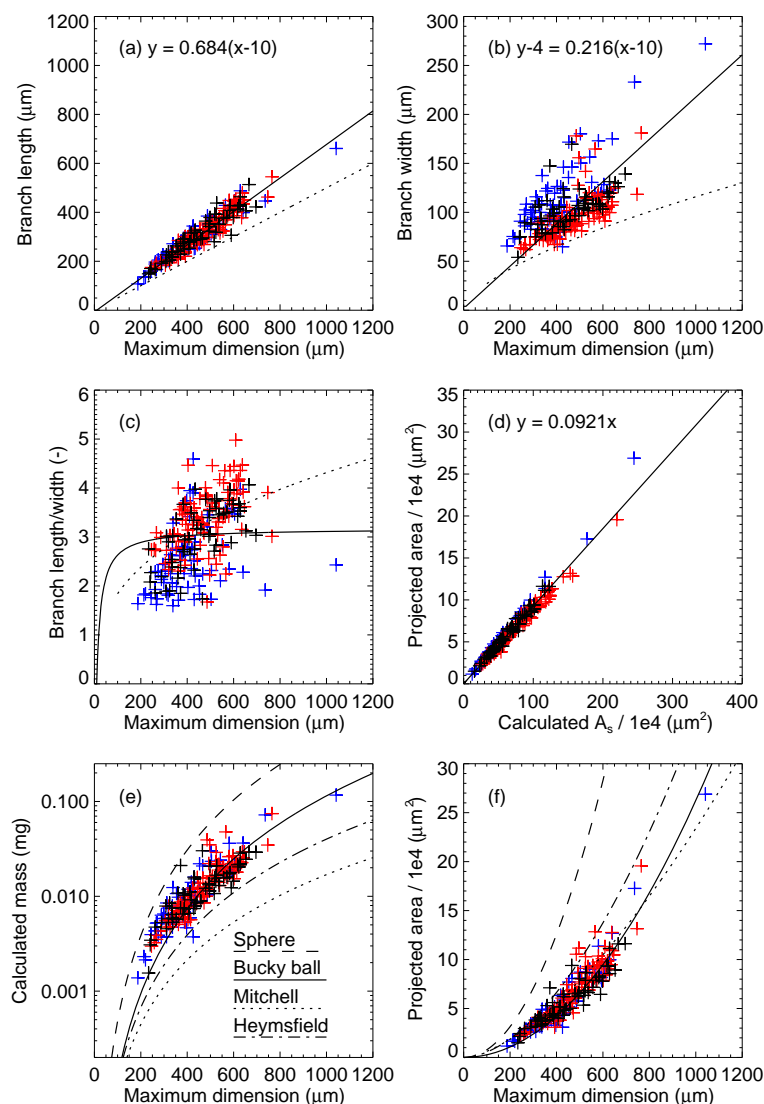 (a) y = 0.684(x-10)
Branch length (μm)
1200
1000
800
600
400
200
0
0 200 400 600 800 1000 1200
Maximum dimension (μm)
(b) y-4 = 0.216(x-10)
Branch width (μm)
300
250
200
150
100
50
0
0 200 400 600 800 1000 1200
Maximum dimension (μm)
(c)
Branch length/width (-)
6
5
4
3
2
1
0
0 200 400 600 800 1000 1200
Maximum dimension (μm)
(d) y = 0.0921x
Projected area / 1e4 (μm²)
35
30
25
20
15
10
5
0
0 100 200 300 400
Calculated Aₛ / 1e4 (μm²)
(e)
Calculated mass (mg)
0.100
0.010
0.001
Sphere
Bucky ball
Mitchell
Heymsfield
0 200 400 600 800 1000 1200
Maximum dimension (μm)
(f)
Projected area / 1e4 (μm²)
30
25
20
15
10
5
0
0 200 400 600 800 1000 1200
Maximum dimension (μm)